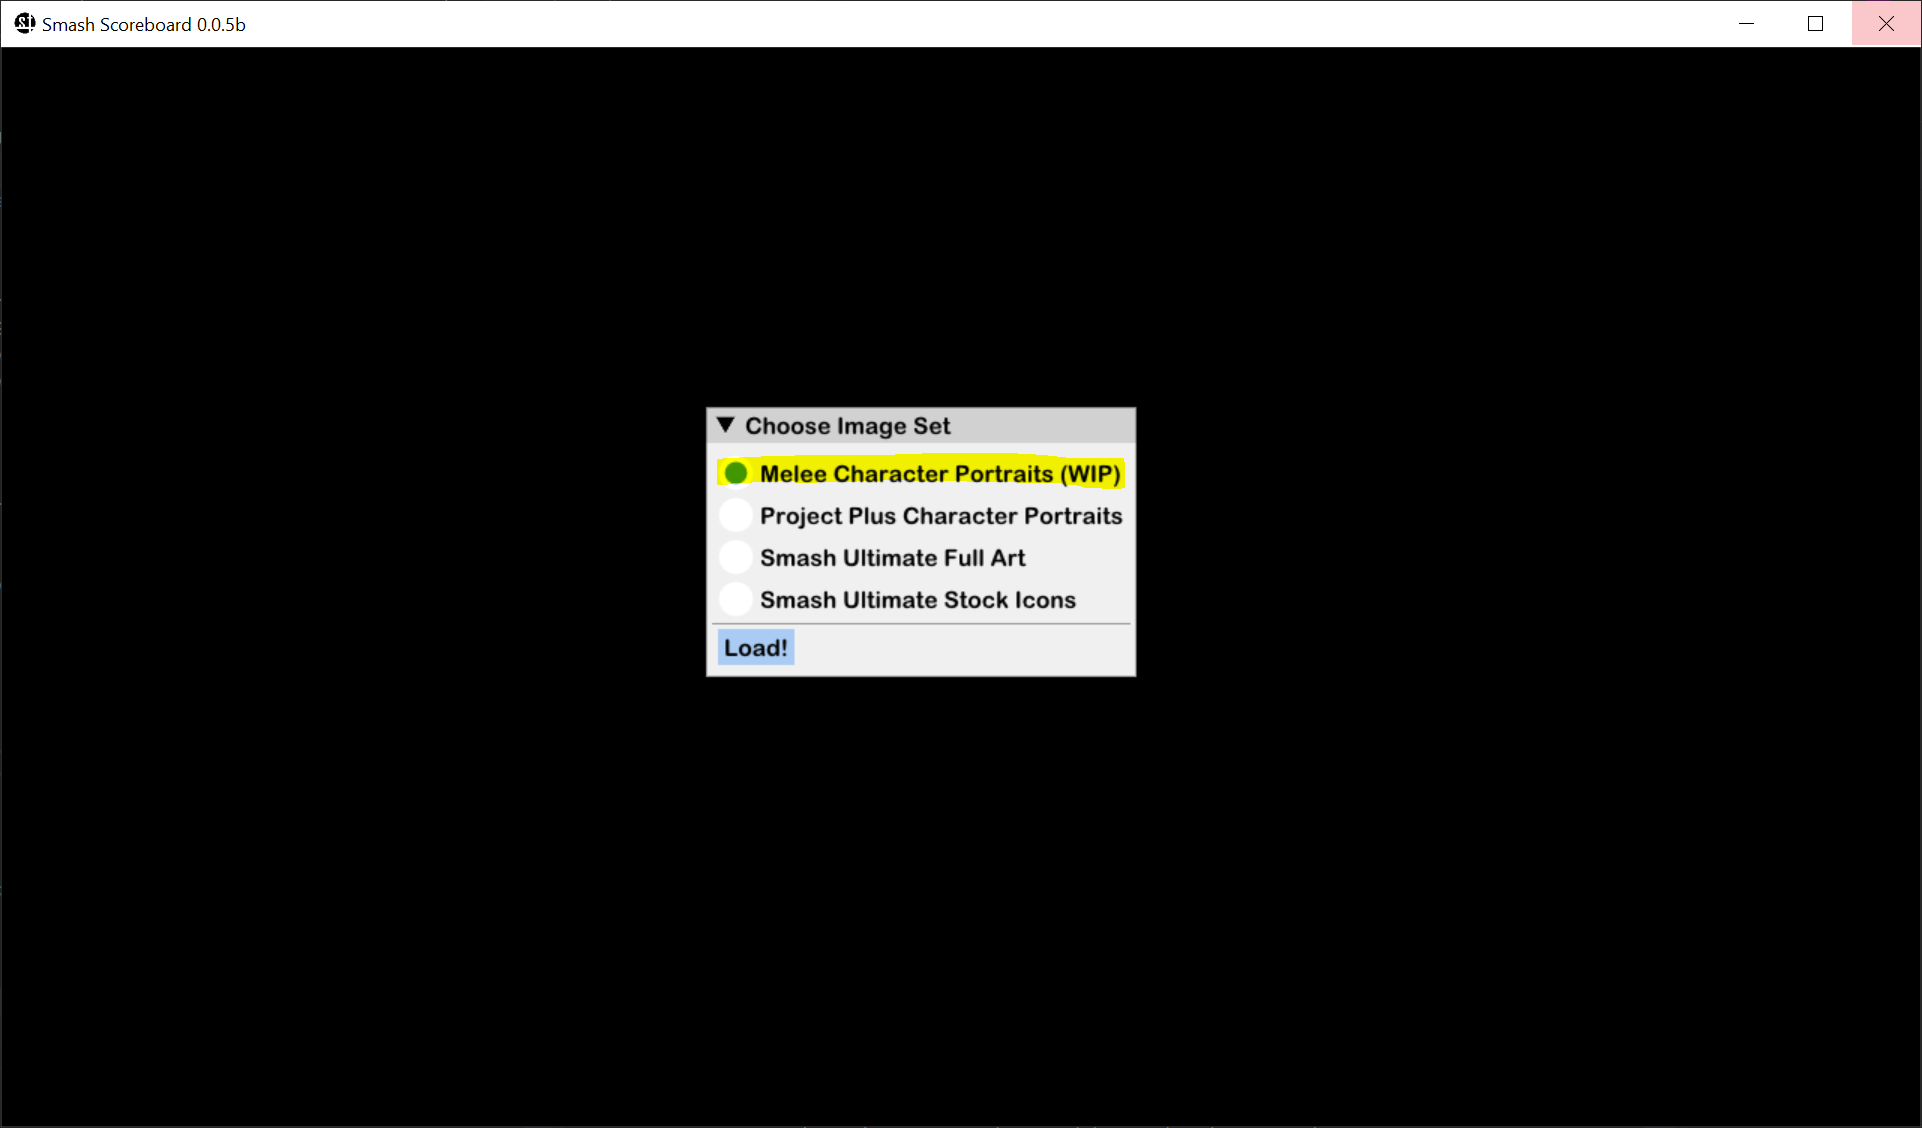 Smash Scoreboard 0.0.5b
Choose Image Set
Melee Character Portraits (WIP)
Project Plus Character Portraits
Smash Ultimate Full Art
Smash Ultimate Stock Icons
Load!